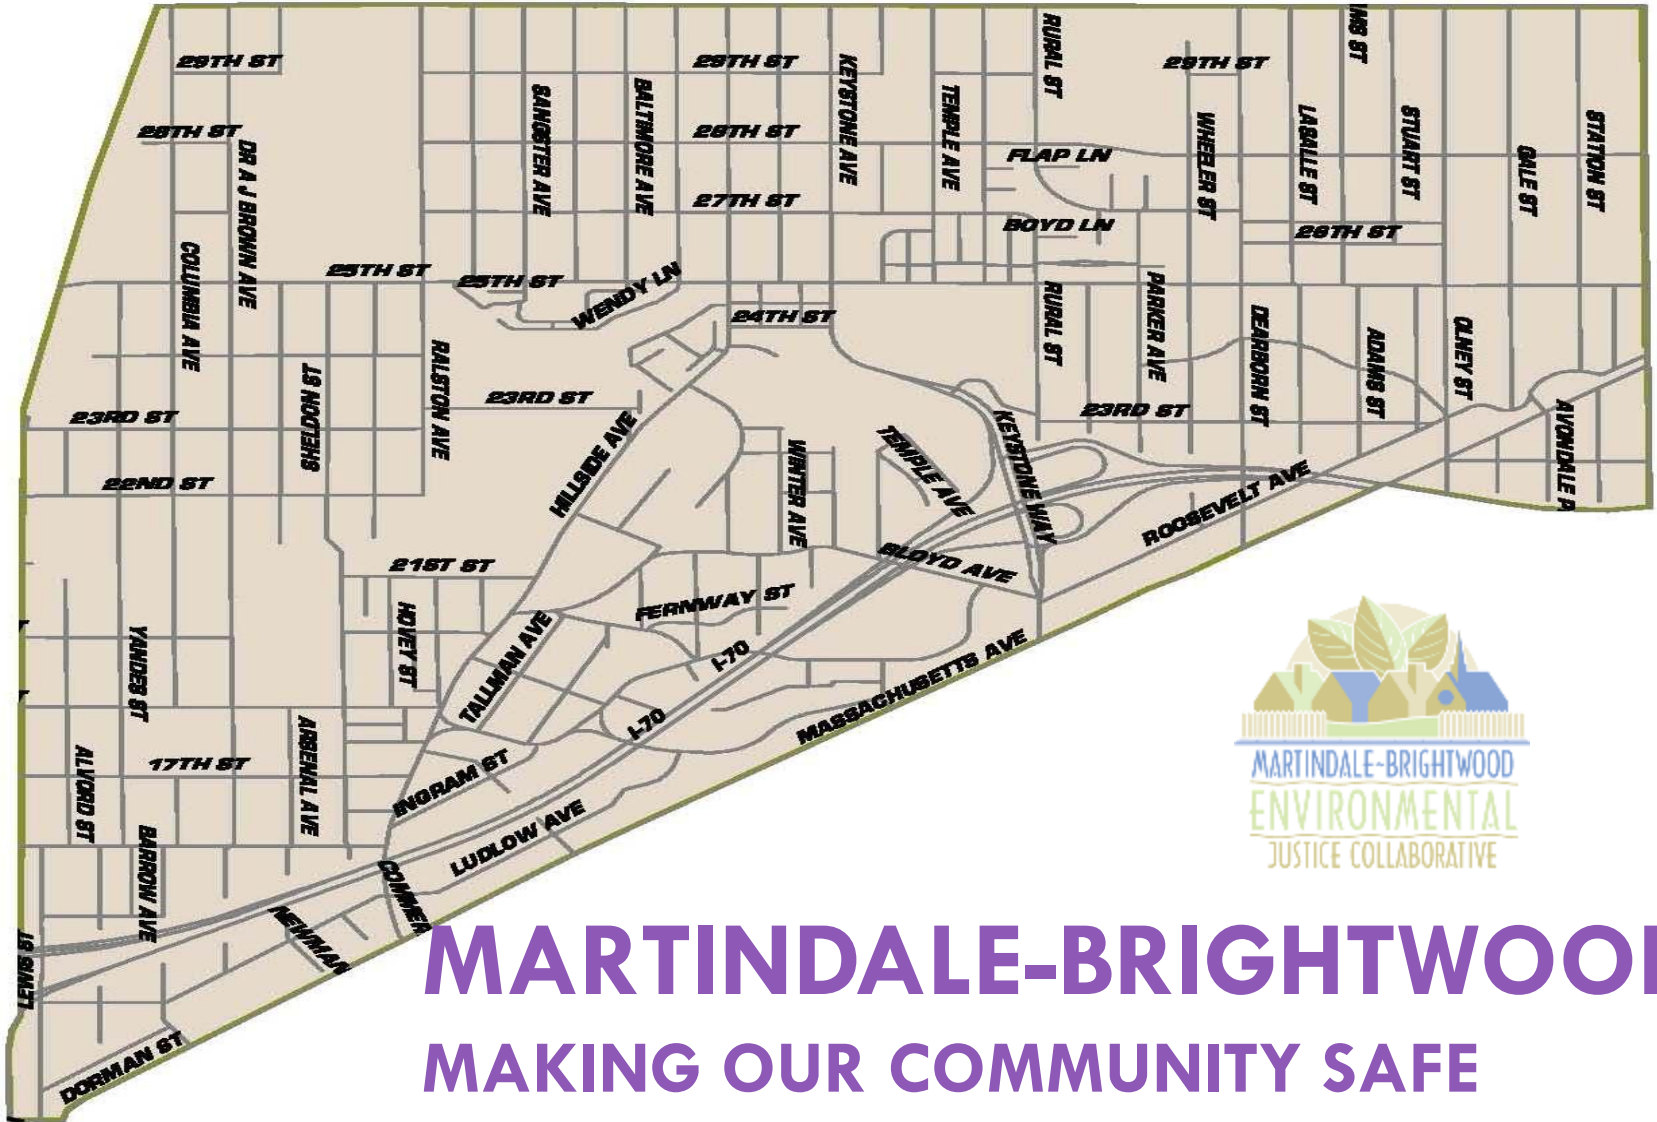 29TH ST
29TH ST
29TH ST
28TH ST
28TH ST
27TH ST
26TH ST
DR A J BROWN AVE
COLUMBIA AVE
SANGSTER AVE
BALTIMORE AVE
KEYSTONE AVE
TEMPLE AVE
RURAL ST
FLAP LN
BOYD LN
WHEELER ST
LASALLE ST
STUART ST
GALE ST
STATION ST
25TH ST
25TH ST
WENDY LN
24TH ST
RURAL ST
PARKER AVE
DEARBORN ST
ADAMS ST
OLNEY ST
AVONDALE P
SHELDON ST
RALSTON AVE
23RD ST
23RD ST
23RD ST
22ND ST
HILLSIDE AVE
WINTER AVE
TEMPLE AVE
KEYSTONE WAY
ROOSEVELT AVE
BLOYD AVE
21ST ST
FERNWAY ST
HOVEY ST
TALLMAN AVE
YANDES ST
I-70
I-70
MASSACHUSETTS AVE
ARSENAL AVE
17TH ST
ALVORD ST
INGRAM ST
LUDLOW AVE
BARROW AVE
COMMER
NEWMAN
LEWIS ST
DORMAN ST
MARTINDALE~BRIGHTWOOD
ENVIRONMENTAL
JUSTICE COLLABORATIVE
MARTINDALE-BRIGHTWOO
MAKING OUR COMMUNITY SAFE